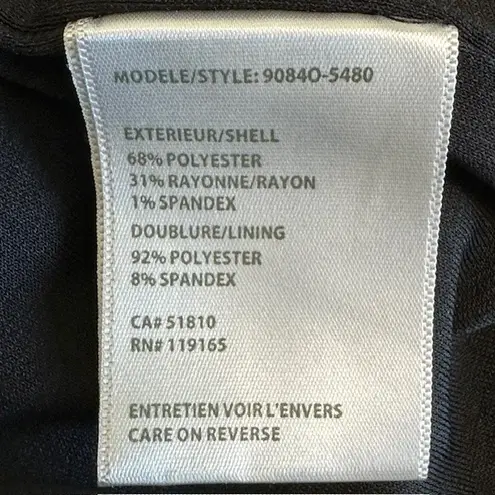 MODELE/STYLE: 9084O-5480
EXTERIEUR/SHELL
68% POLYESTER
31% RAYONNE/RAYON
1% SPANDEX
DOUBLURE/LINING
92% POLYESTER
8% SPANDEX
CA# 51810
RN# 119165
ENTRETIEN VOIR L'ENVERS
CARE ON REVERSE